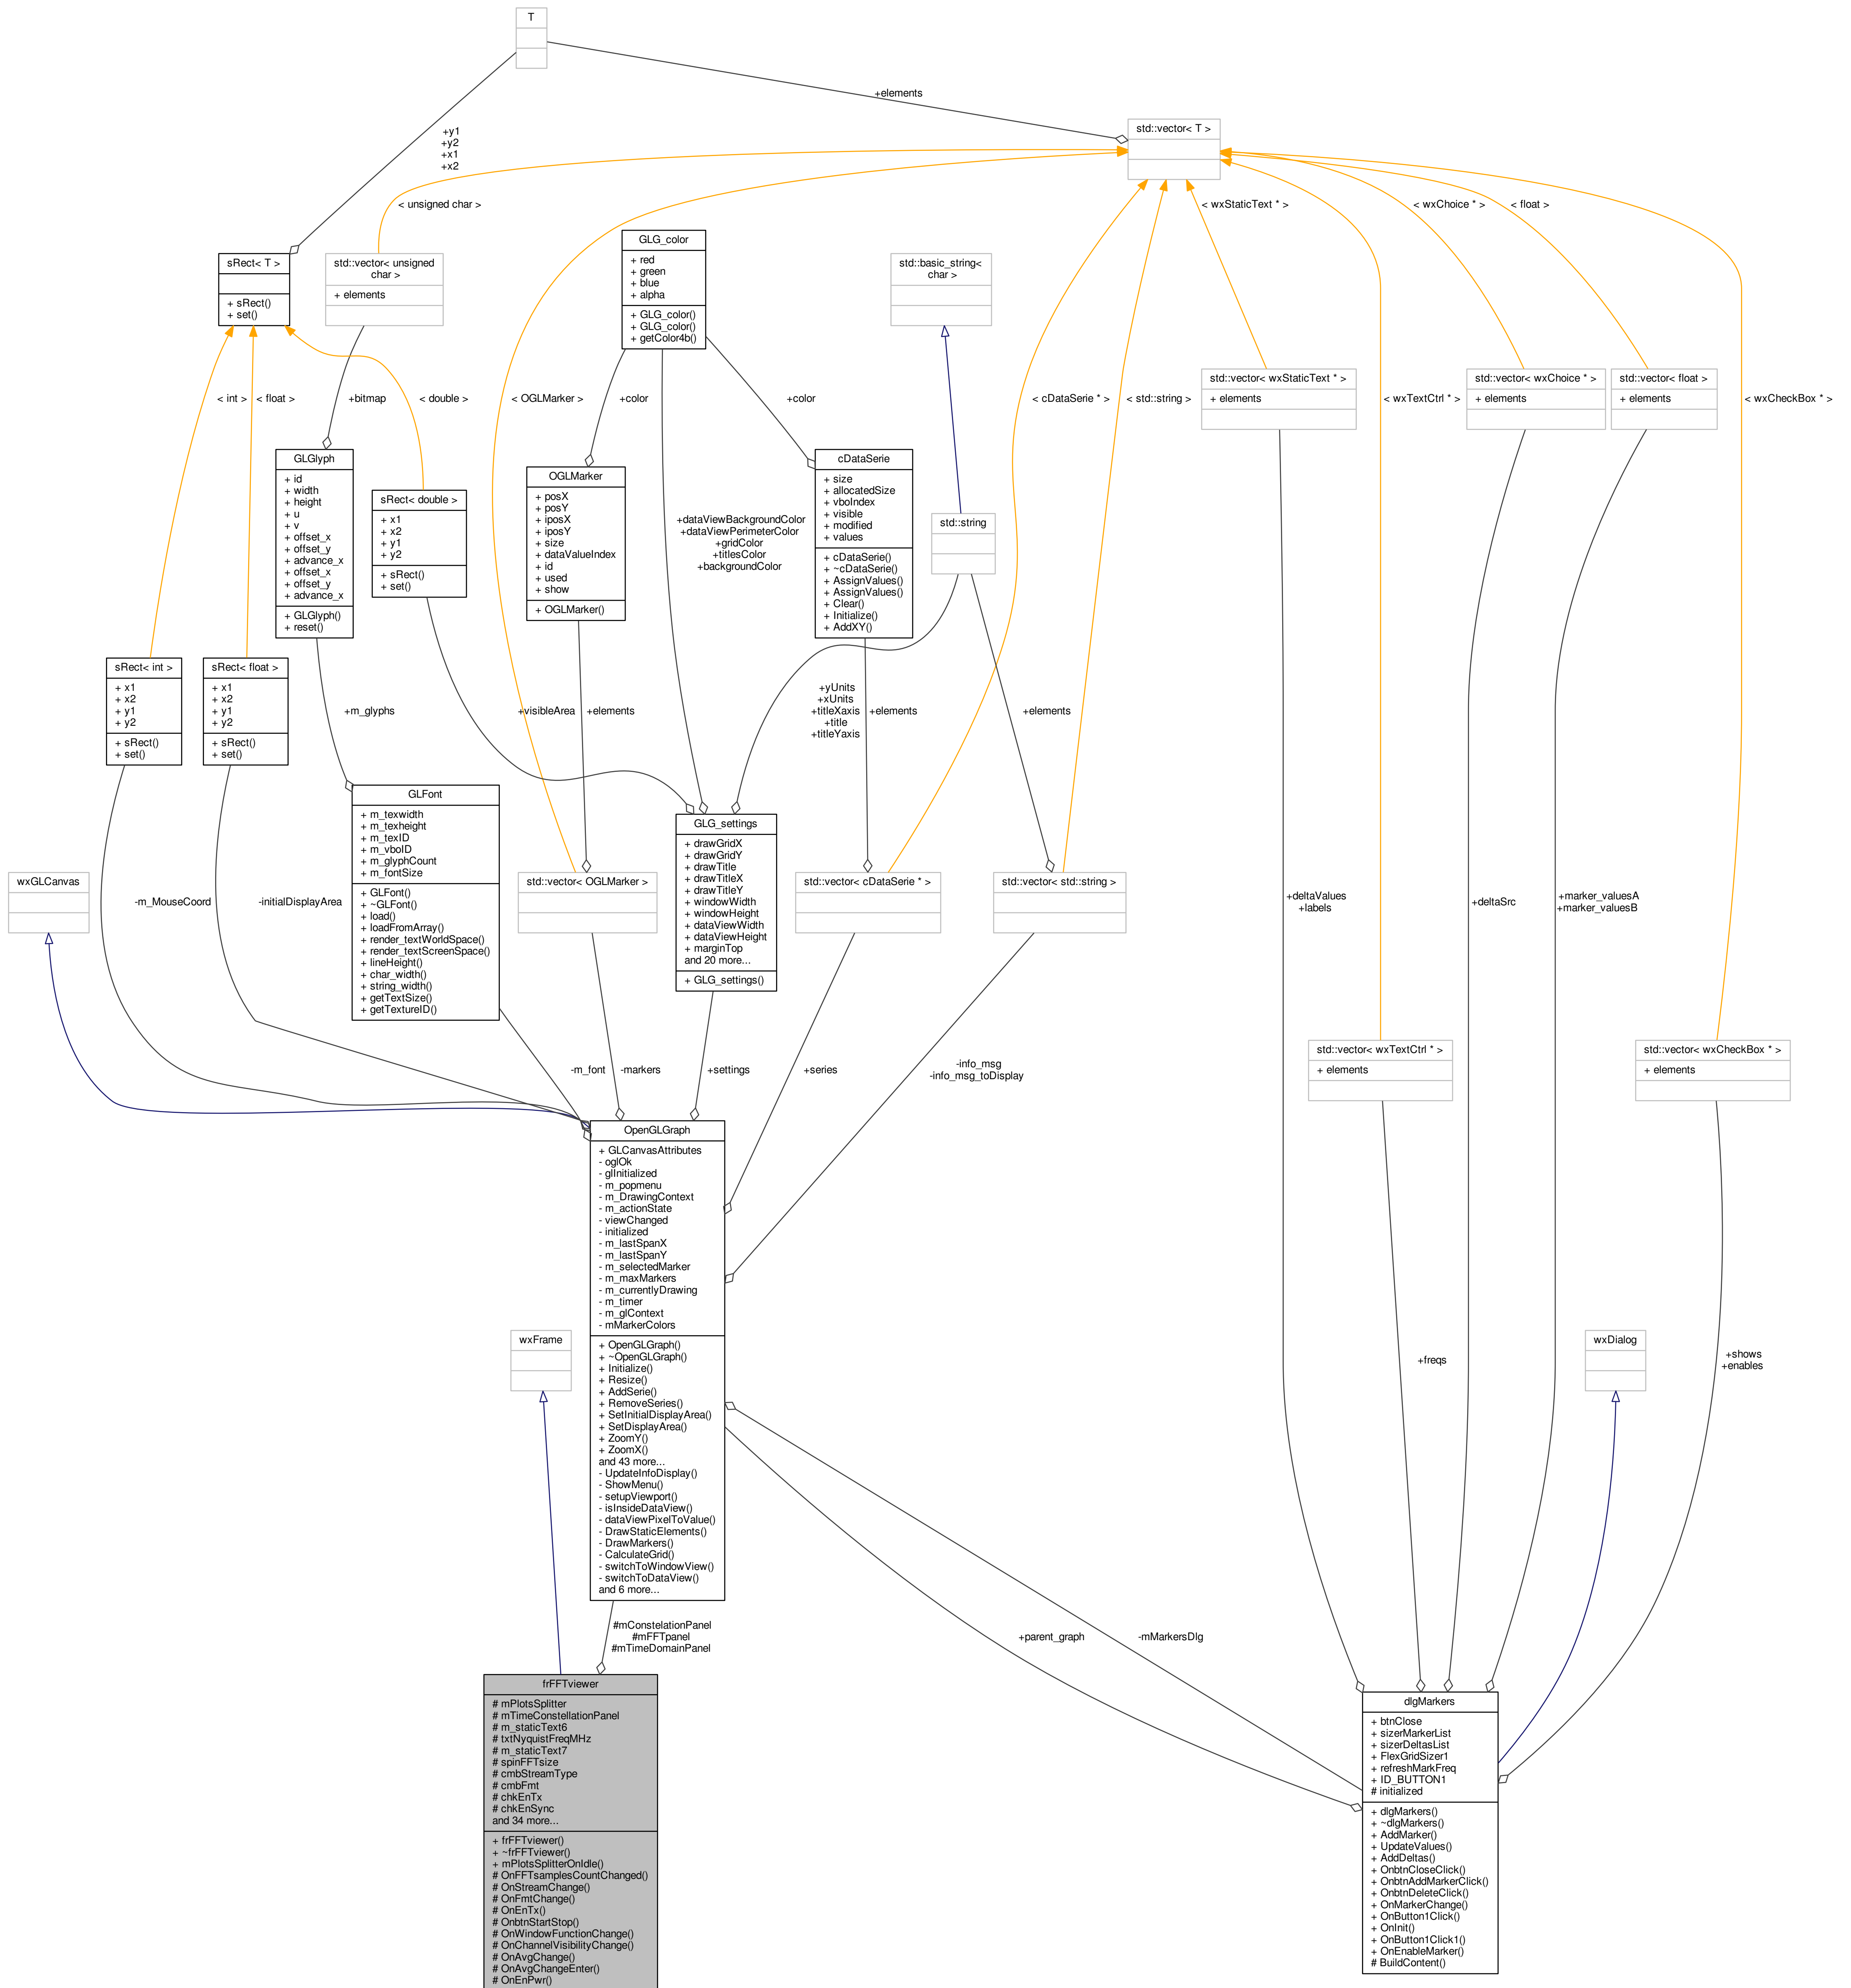 T
+elements
std::vector< T >
+y1
+y2
+x1
+x2
< unsigned char >
< wxStaticText * >
< wxChoice * >
< float >
GLG_color
+ red
+ green
+ blue
+ alpha
+ GLG_color()
+ GLG_color()
+ getColor4b()
sRect< T >
+ sRect()
+ set()
std::vector< unsigned
char >
+ elements
std::basic_string<
char >
std::vector< wxStaticText * >
+ elements
std::vector< wxChoice * >
+ elements
std::vector< float >
+ elements
< int >
< float >
+bitmap
< double >
< OGLMarker >
+color
+color
< cDataSerie * >
< std::string >
< wxTextCtrl * >
< wxCheckBox * >
GLGlyph
+ id
+ width
+ height
+ u
+ v
+ offset_x
+ offset_y
+ advance_x
+ offset_x
+ offset_y
+ advance_x
+ GLGlyph()
+ reset()
sRect< double >
+ x1
+ x2
+ y1
+ y2
+ sRect()
+ set()
OGLMarker
+ posX
+ posY
+ iposX
+ iposY
+ size
+ dataValueIndex
+ id
+ used
+ show
+ OGLMarker()
+dataViewBackgroundColor
+dataViewPerimeterColor
+gridColor
+titlesColor
+backgroundColor
cDataSerie
+ size
+ allocatedSize
+ vboIndex
+ visible
+ modified
+ values
+ cDataSerie()
+ ~cDataSerie()
+ AssignValues()
+ AssignValues()
+ Clear()
+ Initialize()
+ AddXY()
std::string
sRect< int >
+ x1
+ x2
+ y1
+ y2
+ sRect()
+ set()
sRect< float >
+ x1
+ x2
+ y1
+ y2
+ sRect()
+ set()
+m_glyphs
+visibleArea
+elements
+yUnits
+xUnits
+titleXaxis
+title
+titleYaxis
+elements
+elements
GLFont
+ m_texwidth
+ m_texheight
+ m_texID
+ m_vboID
+ m_glyphCount
+ m_fontSize
+ GLFont()
+ ~GLFont()
+ load()
+ loadFromArray()
+ render_textWorldSpace()
+ render_textScreenSpace()
+ lineHeight()
+ char_width()
+ string_width()
+ getTextSize()
+ getTextureID()
GLG_settings
+ drawGridX
+ drawGridY
+ drawTitle
+ drawTitleX
+ drawTitleY
+ windowWidth
+ windowHeight
+ dataViewWidth
+ dataViewHeight
+ marginTop
and 20 more...
+ GLG_settings()
wxGLCanvas
-m_MouseCoord
-initialDisplayArea
std::vector< OGLMarker >
std::vector< cDataSerie * >
std::vector< std::string >
+deltaValues
+labels
+deltaSrc
+marker_valuesA
+marker_valuesB
std::vector< wxTextCtrl * >
+ elements
std::vector< wxCheckBox * >
+ elements
-m_font
-markers
+settings
+series
-info_msg
-info_msg_toDisplay
OpenGLGraph
+ GLCanvasAttributes
- oglOk
- glInitialized
- m_popmenu
- m_DrawingContext
- m_actionState
- viewChanged
- initialized
- m_lastSpanX
- m_lastSpanY
- m_selectedMarker
- m_maxMarkers
- m_currentlyDrawing
- m_timer
- m_glContext
- mMarkerColors
+ OpenGLGraph()
+ ~OpenGLGraph()
+ Initialize()
+ Resize()
+ AddSerie()
+ RemoveSeries()
+ SetInitialDisplayArea()
+ SetDisplayArea()
+ ZoomY()
+ ZoomX()
and 43 more...
- UpdateInfoDisplay()
- ShowMenu()
- setupViewport()
- isInsideDataView()
- dataViewPixelToValue()
- DrawStaticElements()
- DrawMarkers()
- CalculateGrid()
- switchToWindowView()
- switchToDataView()
and 6 more...
wxFrame
+freqs
wxDialog
+shows
+enables
#mConstelationPanel
#mFFTpanel
#mTimeDomainPanel
+parent_graph
-mMarkersDlg
frFFTviewer
# mPlotsSplitter
# mTimeConstellationPanel
# m_staticText6
# txtNyquistFreqMHz
# m_staticText7
# spinFFTsize
# cmbStreamType
# cmbFmt
# chkEnTx
# chkEnSync
and 34 more...
+ frFFTviewer()
+ ~frFFTviewer()
+ mPlotsSplitterOnIdle()
# OnFFTsamplesCountChanged()
# OnStreamChange()
# OnFmtChange()
# OnEnTx()
# OnbtnStartStop()
# OnWindowFunctionChange()
# OnChannelVisibilityChange()
# OnAvgChange()
# OnAvgChangeEnter()
# OnEnPwr()
dlgMarkers
+ btnClose
+ sizerMarkerList
+ sizerDeltasList
+ FlexGridSizer1
+ refreshMarkFreq
+ ID_BUTTON1
# initialized
+ dlgMarkers()
+ ~dlgMarkers()
+ AddMarker()
+ UpdateValues()
+ AddDeltas()
+ OnbtnCloseClick()
+ OnbtnAddMarkerClick()
+ OnbtnDeleteClick()
+ OnMarkerChange()
+ OnButton1Click()
+ OnInit()
+ OnButton1Click1()
+ OnEnableMarker()
# BuildContent()